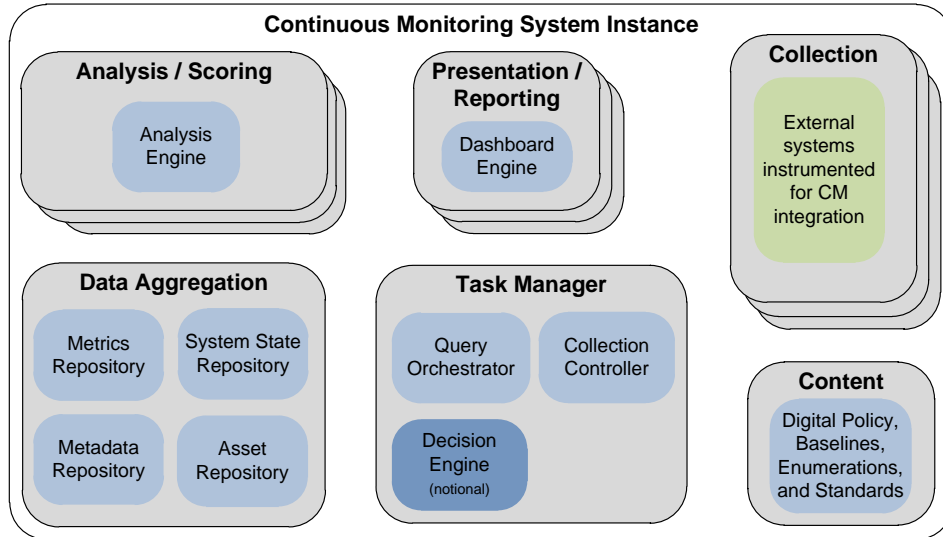 Continuous Monitoring System Instance
Analysis / Scoring
Analysis
Engine
Presentation /
Reporting
Dashboard
Engine
Collection
External
systems
instrumented
for CM
integration
Data Aggregation
Metrics
Repository
System State
Repository
Metadata
Repository
Asset
Repository
Task Manager
Query
Orchestrator
Collection
Controller
Decision
Engine
(notional)
Content
Digital Policy,
Baselines,
Enumerations,
and Standards